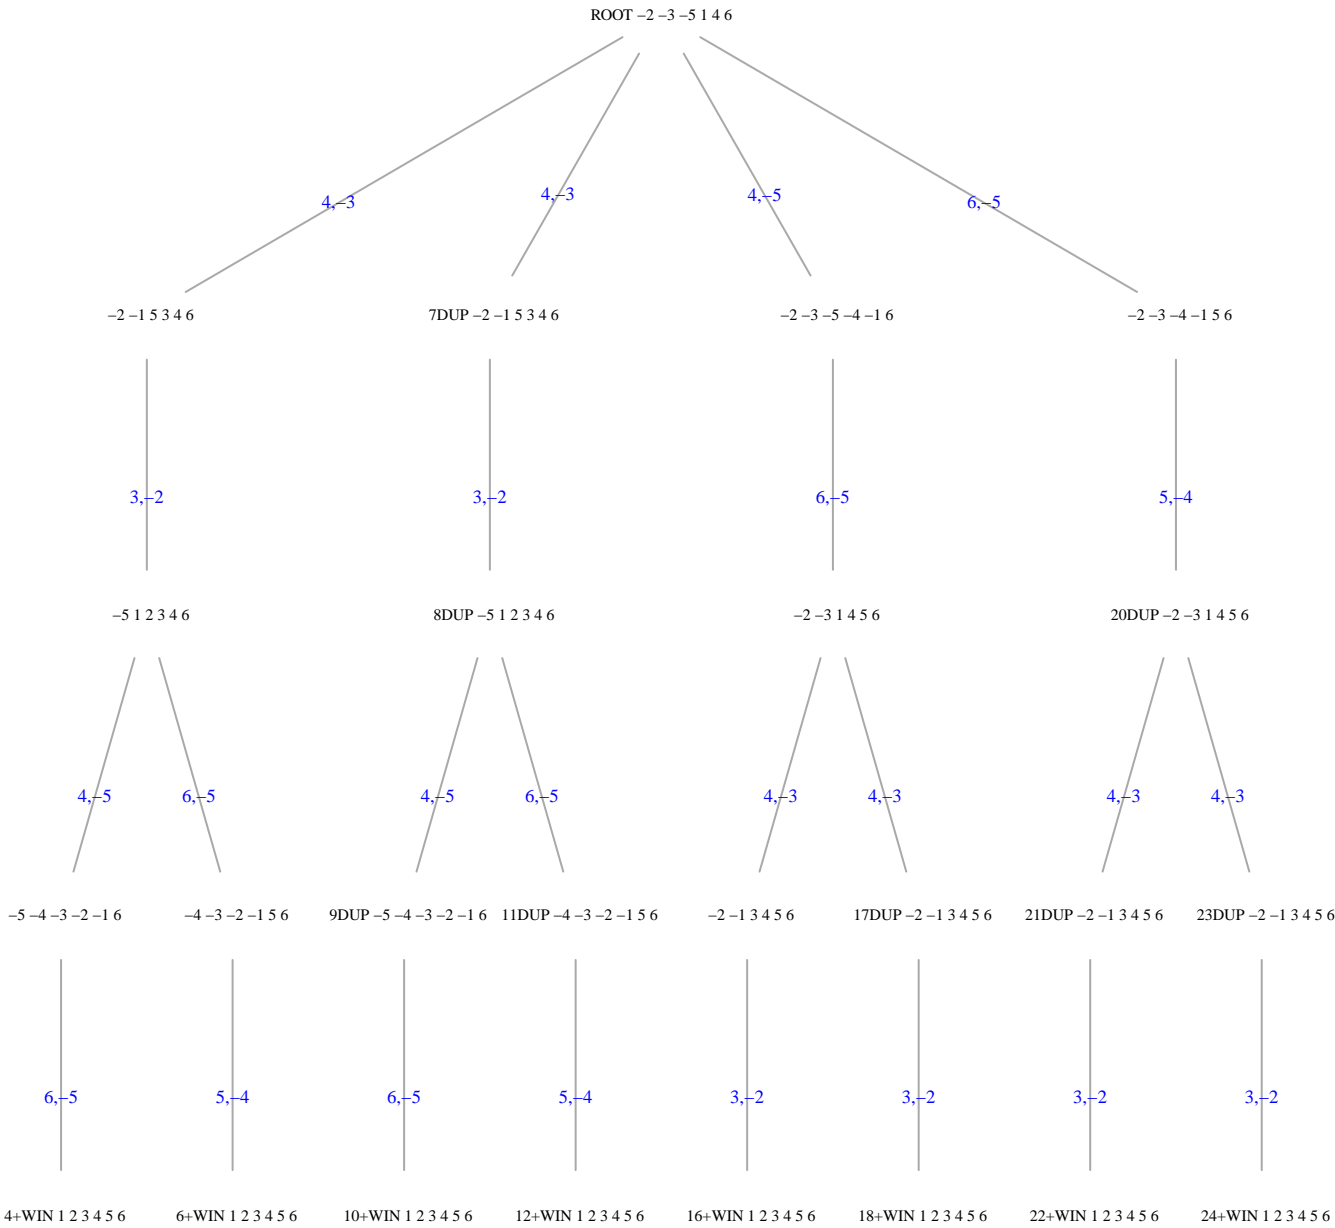 ROOT −2 −3 −5 1 4 6
4,−3 4,−3 4,−5 6,−5
−2 −1 5 3 4 6 7DUP −2 −1 5 3 4 6 −2 −3 −5 −4 −1 6 −2 −3 −4 −1 5 6
3,−2 3,−2 6,−5 5,−4
−5 1 2 3 4 6 8DUP −5 1 2 3 4 6 −2 −3 1 4 5 6 20DUP −2 −3 1 4 5 6
4,−5 6,−5 4,−5 6,−5 4,−3 4,−3 4,−3 4,−3
−5 −4 −3 −2 −1 6 −4 −3 −2 −1 5 6 9DUP −5 −4 −3 −2 −1 6 11DUP −4 −3 −2 −1 5 6 −2 −1 3 4 5 6 17DUP −2 −1 3 4 5 6 21DUP −2 −1 3 4 5 6 23DUP −2 −1 3 4 5 6
6,−5 5,−4 6,−5 5,−4 3,−2 3,−2 3,−2 3,−2
4+WIN 1 2 3 4 5 6 6+WIN 1 2 3 4 5 6 10+WIN 1 2 3 4 5 6 12+WIN 1 2 3 4 5 6 16+WIN 1 2 3 4 5 6 18+WIN 1 2 3 4 5 6 22+WIN 1 2 3 4 5 6 24+WIN 1 2 3 4 5 6